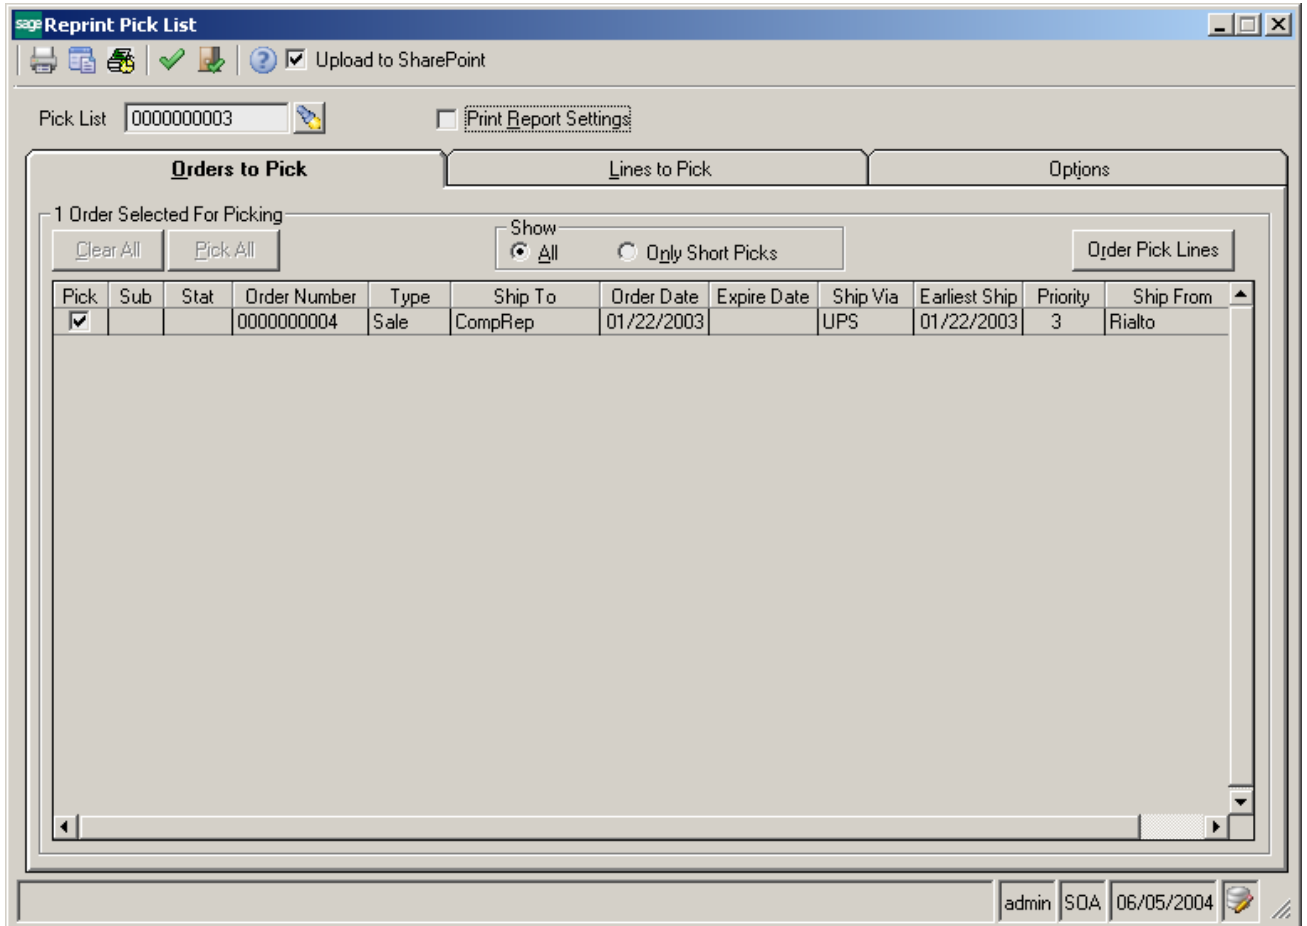 sage Reprint Pick List
Upload to SharePoint
Pick List 0000000003 Print Report Settings
Orders to Pick Lines to Pick Options
1 Order Selected For Picking
Clear All Pick All Show All Only Short Picks Order Pick Lines
Pick Sub Stat Order Number Type Ship To Order Date Expire Date Ship Via Earliest Ship Priority Ship From
0000000004 Sale CompRep 01/22/2003 UPS 01/22/2003 3 Rialto
admin SOA 06/05/2004